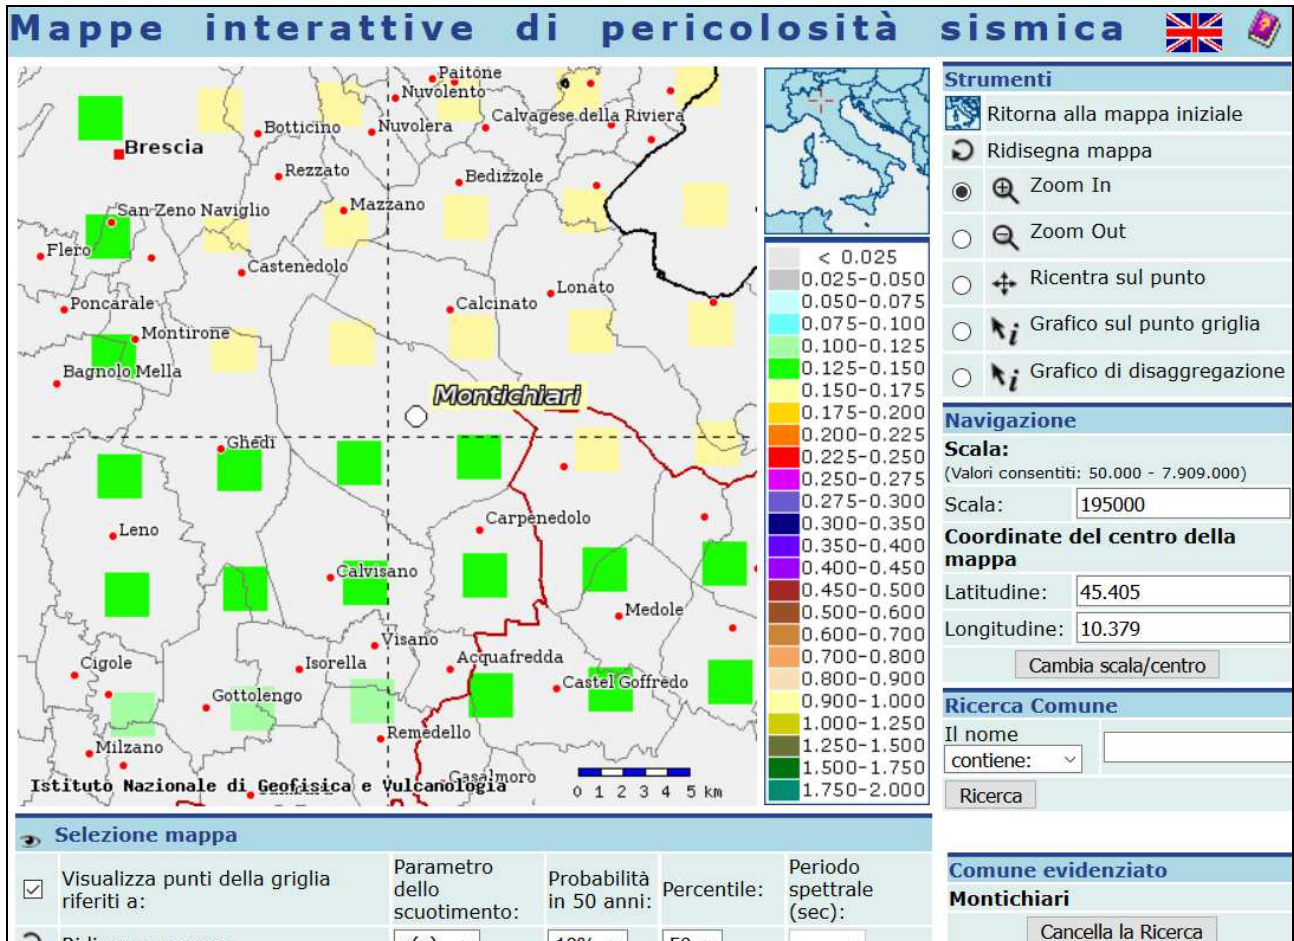 Mappe interattive di pericolosità sismica
Paitone
Nuvolento
Calvagese della Riviera
Botticino
Nuvolera
Brescia
Rezzato
Bedizzole
San Zeno Naviglio
Mazzano
Flero
Castenedolo
Lonato
Poncarale
Calcinato
Montirone
Bagnolo Mella
Montichiari
Ghedi
Carpenedolo
Leno
Calvisano
Medole
Visano
Cigole
Isorella
Acquafredda
Castel Goffredo
Gottolengo
Remedello
Milzano
Casalmoro
Istituto Nazionale di Geofisica e Vulcanologia
0 1 2 3 4 5 km
< 0.025
0.025-0.050
0.050-0.075
0.075-0.100
0.100-0.125
0.125-0.150
0.150-0.175
0.175-0.200
0.200-0.225
0.225-0.250
0.250-0.275
0.275-0.300
0.300-0.350
0.350-0.400
0.400-0.450
0.450-0.500
0.500-0.600
0.600-0.700
0.700-0.800
0.800-0.900
0.900-1.000
1.000-1.250
1.250-1.500
1.500-1.750
1.750-2.000
Strumenti
Ritorna alla mappa iniziale
Ridisegna mappa
Zoom In
Zoom Out
Ricentra sul punto
Grafico sul punto griglia
Grafico di disaggregazione
Navigazione
Scala:
(Valori consentiti: 50.000 - 7.909.000)
Scala: 195000
Coordinate del centro della
mappa
Latitudine: 45.405
Longitudine: 10.379
Cambia scala/centro
Ricerca Comune
Il nome
contiene:
Ricerca
Comune evidenziato
Montichiari
Cancella la Ricerca
Selezione mappa
Visualizza punti della griglia
riferiti a:
Parametro
dello
scuotimento:
Probabilità
in 50 anni:
Percentile:
Periodo
spettrale
(sec):